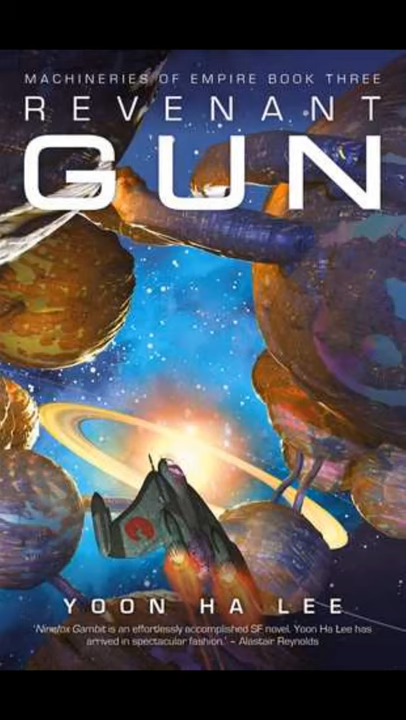 MACHINERIES OF EMPIRE BOOK THREE
REVENANT
GUN
YOON HA LEE
'Ninefox Gambit is an effortlessly accomplished SF novel. Yoon Ha Lee has
arrived in spectacular fashion.' – Alastair Reynolds